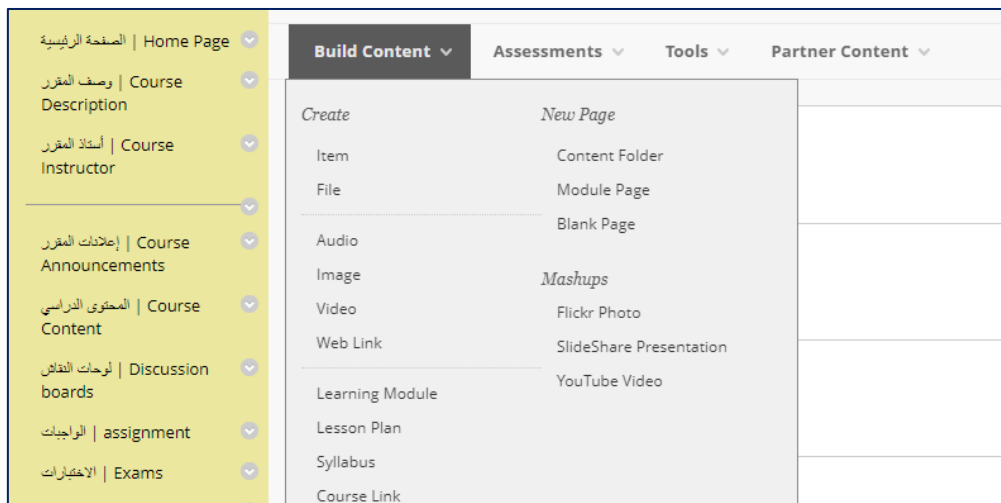 الصفحة الرئيسية | Home Page
وصف المقرر | Course
Description
أستاذ المقرر | Course
Instructor
إعلانات المقرر | Course
Announcements
المحتوى الدراسي | Course
Content
لوحات النقاش | Discussion
boards
الواجبات | assignment
الاختبارات | Exams
Build Content
Assessments
Tools
Partner Content
Create
Item
File
Audio
Image
Video
Web Link
Learning Module
Lesson Plan
Syllabus
Course Link
New Page
Content Folder
Module Page
Blank Page
Mashups
Flickr Photo
SlideShare Presentation
YouTube Video